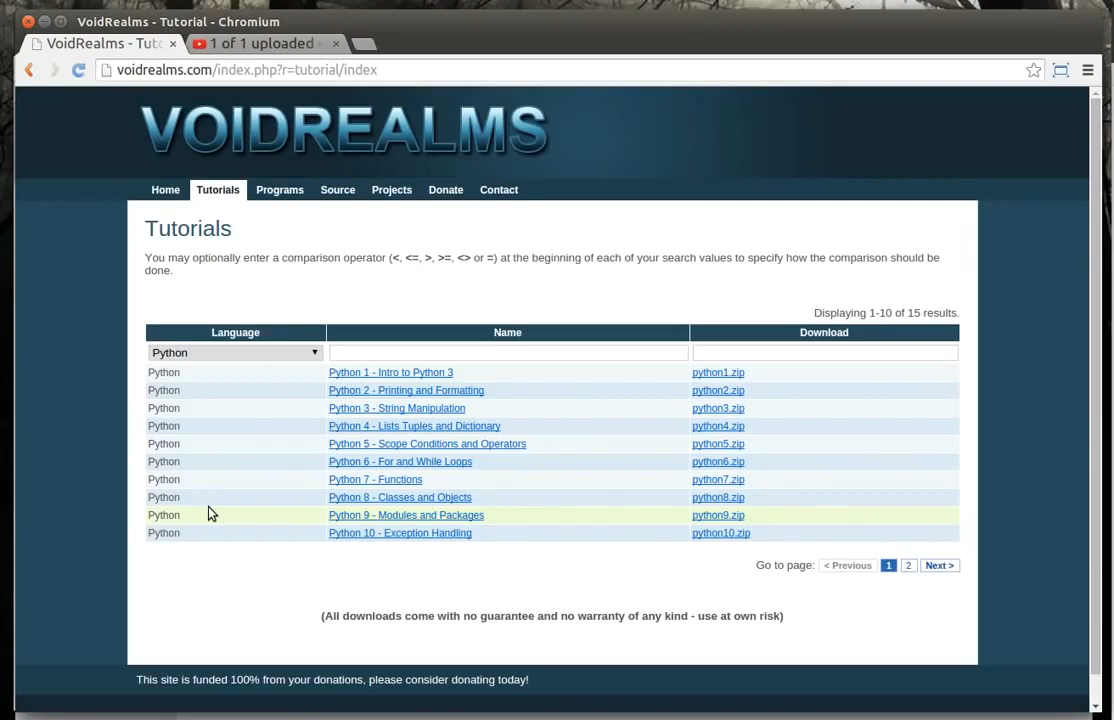 VoidRealms - Tutorial - Chromium
VoidRealms - Tuto
1 of 1 uploaded -
voidrealms.com/index.php?r=tutorial/index
VOIDREALMS
Home Tutorials Programs Source Projects Donate Contact
Tutorials
You may optionally enter a comparison operator (<, <=, >, >=, <> or =) at the beginning of each of your search values to specify how the comparison should be
done.
Displaying 1-10 of 15 results.
Language Name Download
Python
Python Python 1 - Intro to Python 3 python1.zip
Python Python 2 - Printing and Formatting python2.zip
Python Python 3 - String Manipulation python3.zip
Python Python 4 - Lists Tuples and Dictionary python4.zip
Python Python 5 - Scope Conditions and Operators python5.zip
Python Python 6 - For and While Loops python6.zip
Python Python 7 - Functions python7.zip
Python Python 8 - Classes and Objects python8.zip
Python Python 9 - Modules and Packages python9.zip
Python Python 10 - Exception Handling python10.zip
Go to page: < Previous 1 2 Next >
(All downloads come with no guarantee and no warranty of any kind - use at own risk)
This site is funded 100% from your donations, please consider donating today!